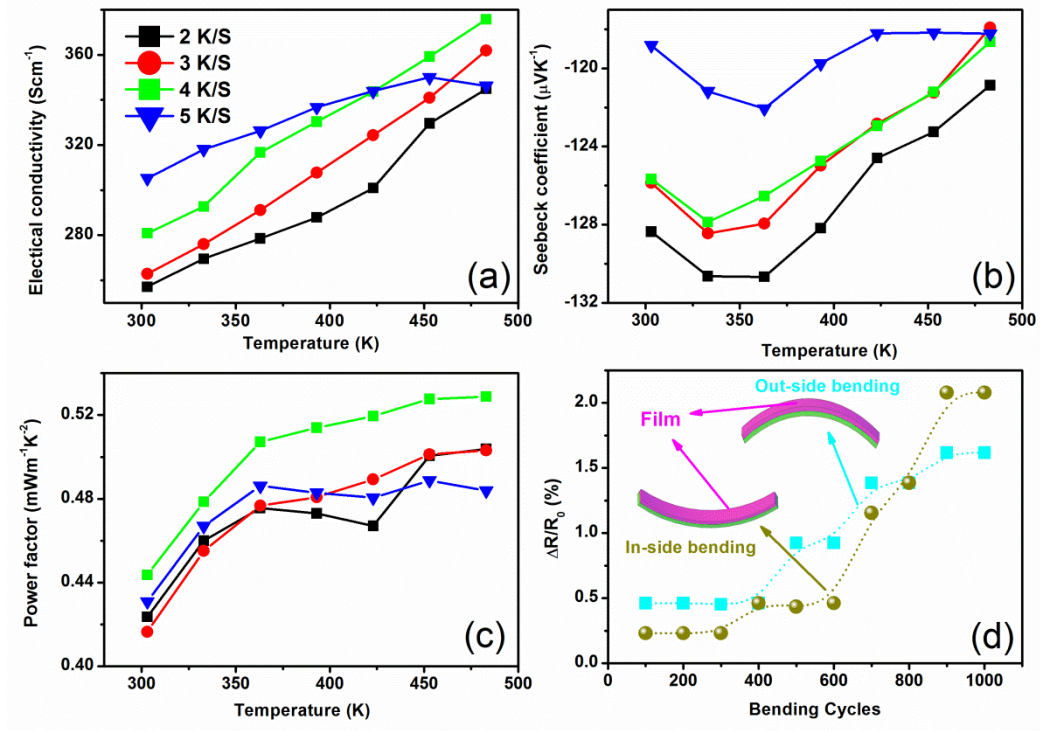 360
320
280
Electical conductivity (Scm⁻¹)
2 K/S
3 K/S
4 K/S
5 K/S
(a)
300 350 400 450 500
Temperature (K)
-120
-124
-128
-132
Seebeck coefficient (μVK⁻¹)
(b)
300 350 400 450 500
Temperature (K)
0.52
0.48
0.44
0.40
Power factor (mWm⁻¹K⁻²)
(c)
300 350 400 450 500
Temperature (K)
2.0
1.5
1.0
0.5
0.0
ΔR/R₀ (%)
Out-side bending
Film
In-side bending
(d)
0 200 400 600 800 1000
Bending Cycles